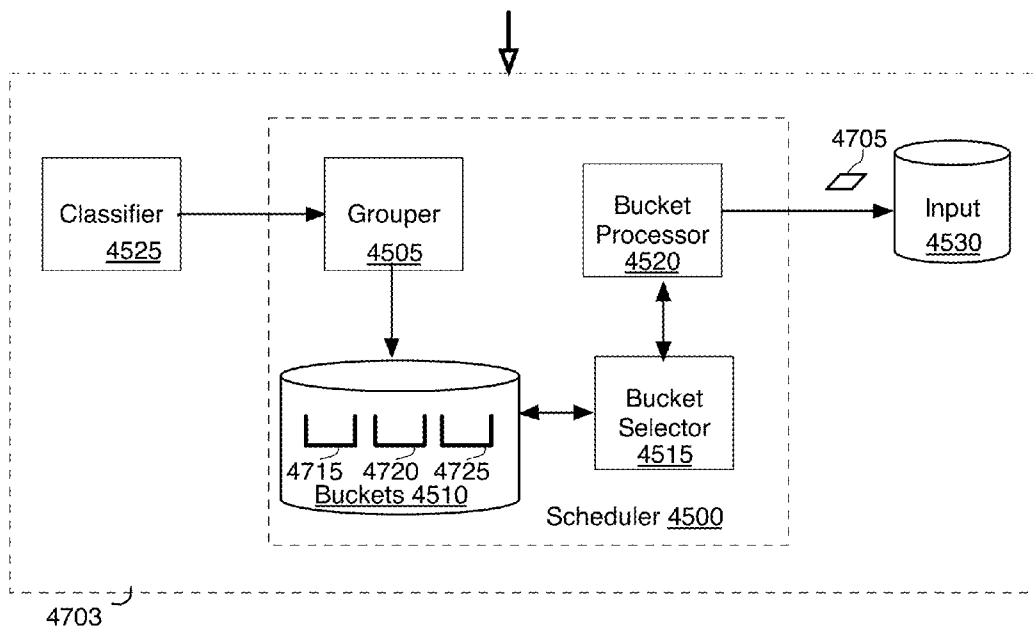 4705
Classifier
4525
Grouper
4505
Bucket
Processor
4520
Input
4530
Bucket
Selector
4515
4715 4720 4725
Buckets 4510
Scheduler 4500
4703